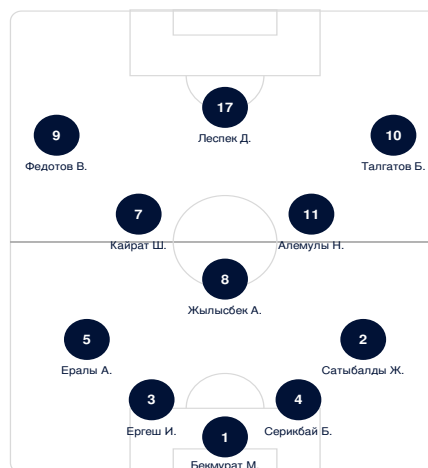 17
Леспек Д.
9
Федотов В.
10
Талгатов Б.
7
Кайрат Ш.
11
Алемулы Н.
8
Жылысбек А.
5
Ералы А.
2
Сатыбалды Ж.
3
Ергеш И.
4
Серикбай Б.
1
Бекмурат М.